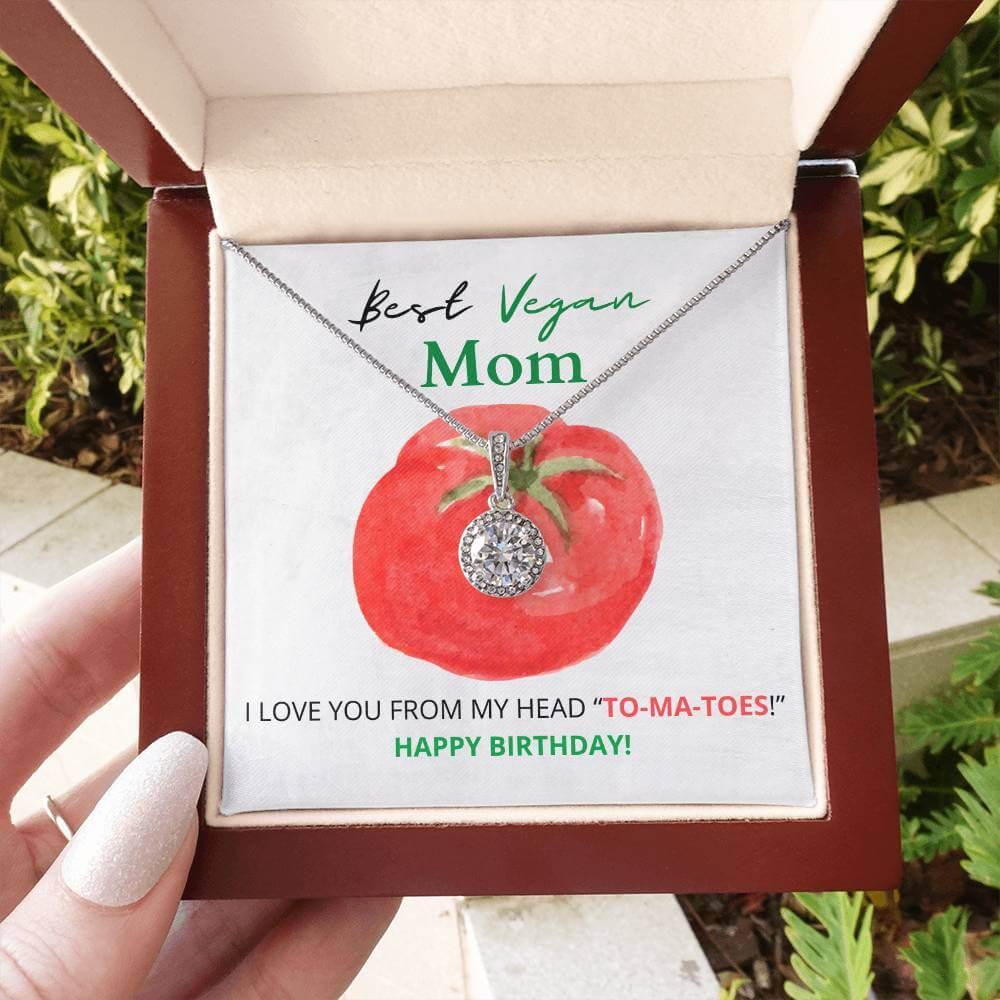 Best Vegan
Mom
I LOVE YOU FROM MY HEAD “TO-MA-TOES!”
HAPPY BIRTHDAY!